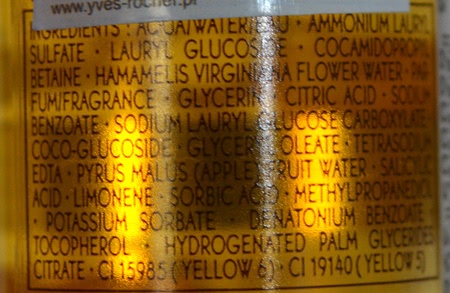 www.yves-rocher.pl
INGREDIENTS : AQUA/WATER/EAU · AMMONIUM LAURYL
SULFATE · LAURYL GLUCOSIDE · COCAMIDOPROPYL
BETAINE · HAMAMELIS VIRGINIANA FLOWER WATER · PAR-
FUM/FRAGRANCE · GLYCERIN · CITRIC ACID · SODIUM
BENZOATE · SODIUM LAURYL GLUCOSE CARBOXYLATE
COCO-GLUCOSIDE · GLYCERYL OLEATE · TETRASODIUM
EDTA · PYRUS MALUS (APPLE) FRUIT WATER · SALICYLIC
ACID · LIMONENE · SORBIC ACID · METHYLPROPANEDIOL
· POTASSIUM SORBATE · DENATONIUM BENZOATE ·
TOCOPHEROL · HYDROGENATED PALM GLYCERIDES
CITRATE · CI 15985 (YELLOW 6) · CI 19140 (YELLOW 5)